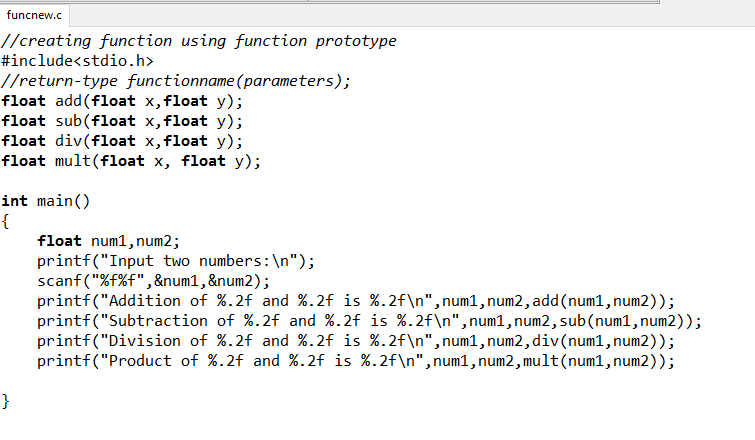 funcnew.c
//creating function using function prototype
#include<stdio.h>
//return-type functionname(parameters);
float add(float x,float y);
float sub(float x,float y);
float div(float x,float y);
float mult(float x, float y);
int main()
{
    float num1,num2;
    printf("Input two numbers:\n");
    scanf("%f%f",&num1,&num2);
    printf("Addition of %.2f and %.2f is %.2f\n",num1,num2,add(num1,num2));
    printf("Subtraction of %.2f and %.2f is %.2f\n",num1,num2,sub(num1,num2));
    printf("Division of %.2f and %.2f is %.2f\n",num1,num2,div(num1,num2));
    printf("Product of %.2f and %.2f is %.2f\n",num1,num2,mult(num1,num2));
}